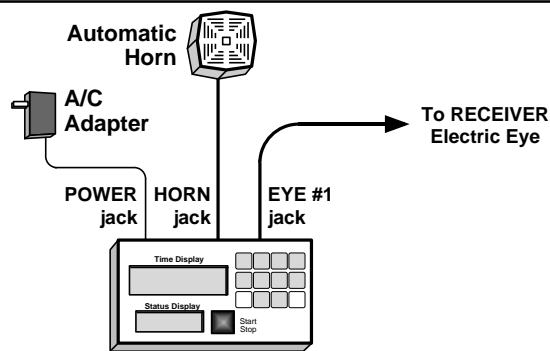 Automatic
Horn
A/C
Adapter
To RECEIVER
Electric Eye
POWER
jack
HORN
jack
EYE #1
jack
Time Display
Status Display
Start
Stop